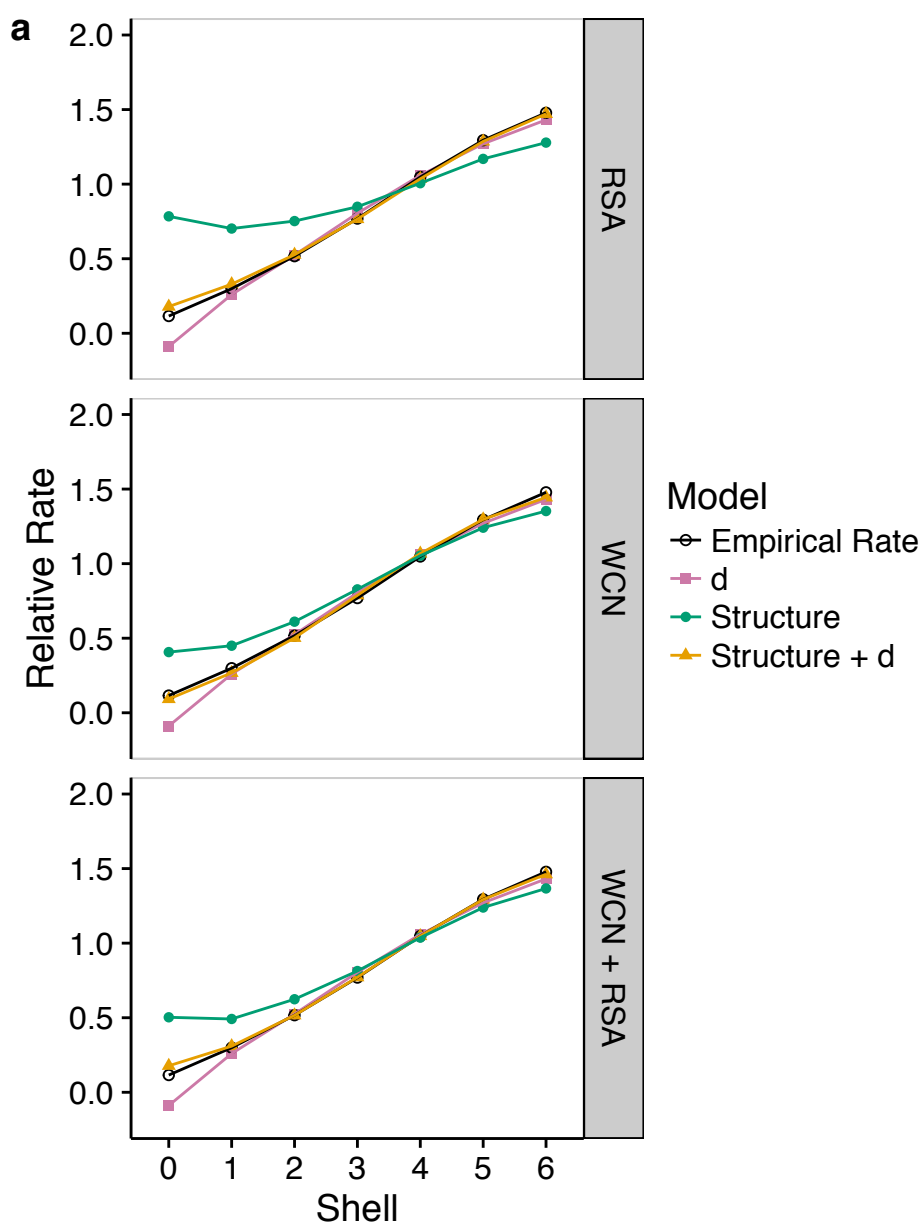 a
2.0
1.5
1.0
0.5
0.0
RSA
2.0
1.5
1.0
0.5
0.0
WCN
2.0
1.5
1.0
0.5
0.0
WCN + RSA
0 1 2 3 4 5 6
Shell
Relative Rate
Model
Empirical Rate
d
Structure
Structure + d